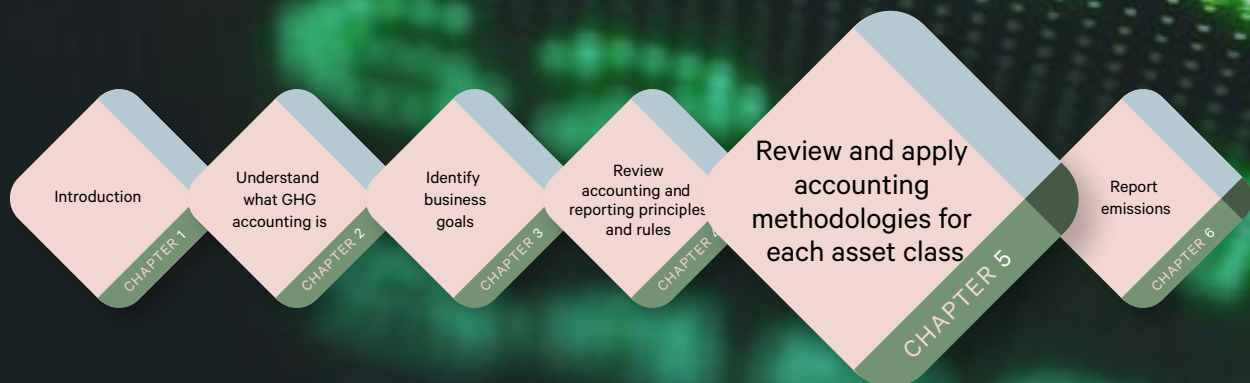 Introduction
CHAPTER 1
Understand
what GHG
accounting is
CHAPTER 2
Identify
business
goals
CHAPTER 3
Review
accounting and
reporting principles
and rules
CHAPTER 4
Review and apply
accounting
methodologies for
each asset class
CHAPTER 5
Report
emissions
CHAPTER 6